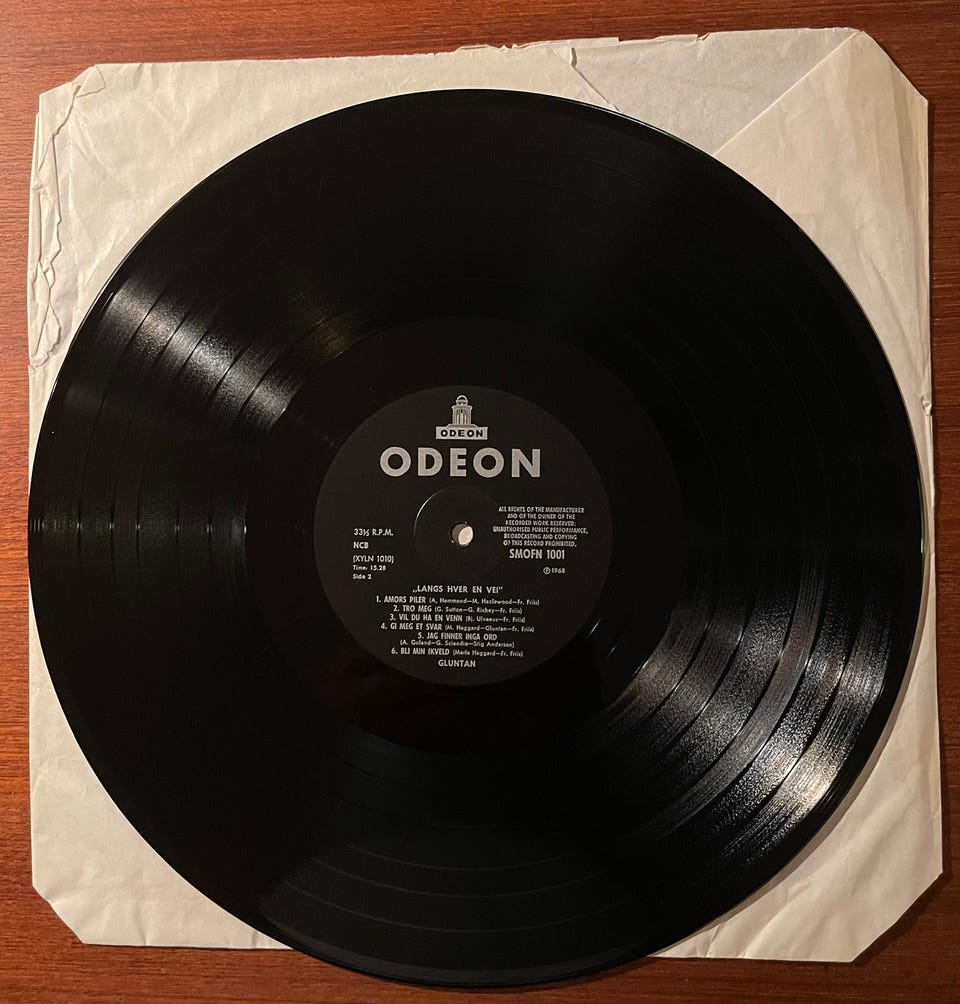 ODEON
ODEON
ALL RIGHTS OF THE MANUFACTURER
AND OF THE OWNER OF THE
RECORDED WORK RESERVED:
UNAUTHORISED PUBLIC PERFORMANCE,
BROADCASTING AND COPYING
OF THIS RECORD PROHIBITED.
SMOFN 1001
℗ 1968
33⅓ R.P.M.
NCB
(XYLN 1010)
Time: 15.28
Side 2
„LANGS HVER EN VEI”
1. AMORS PILER (A. Hammond—M. Hazlewood—Fr. Friis)
2. TRO MEG (G. Sutton—G. Richey—Fr. Friis)
3. VIL DU HA EN VENN (Bj. Ulvaeus—Fr. Friis)
4. GI MEG ET SVAR (M. Haggard—Gluntan—Fr. Friis)
5. JAG FINNER INGA ORD
(A. Goland—G. Sciandra—Stig Anderson)
6. BLI MIN IKVELD (Merle Haggard—Fr. Friis)
GLUNTAN